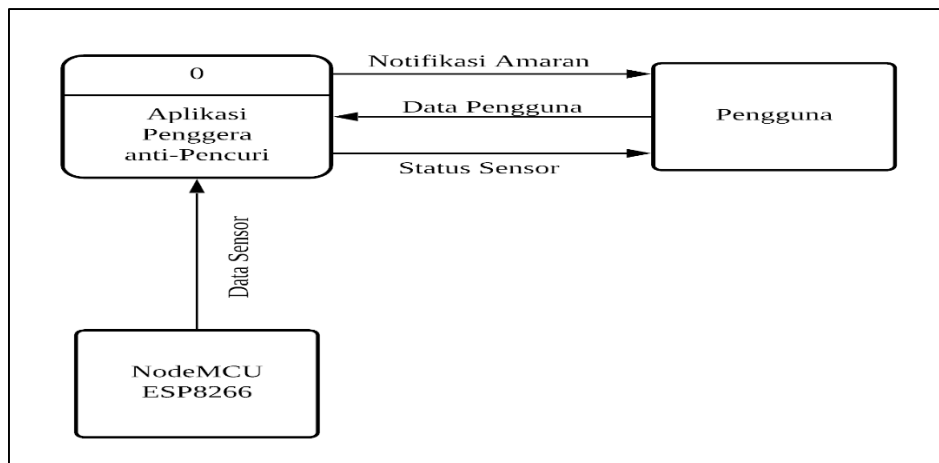 0
Aplikasi
Penggera
anti-Pencuri
Notifikasi Amaran
Data Pengguna
Status Sensor
Pengguna
Data Sensor
NodeMCU
ESP8266